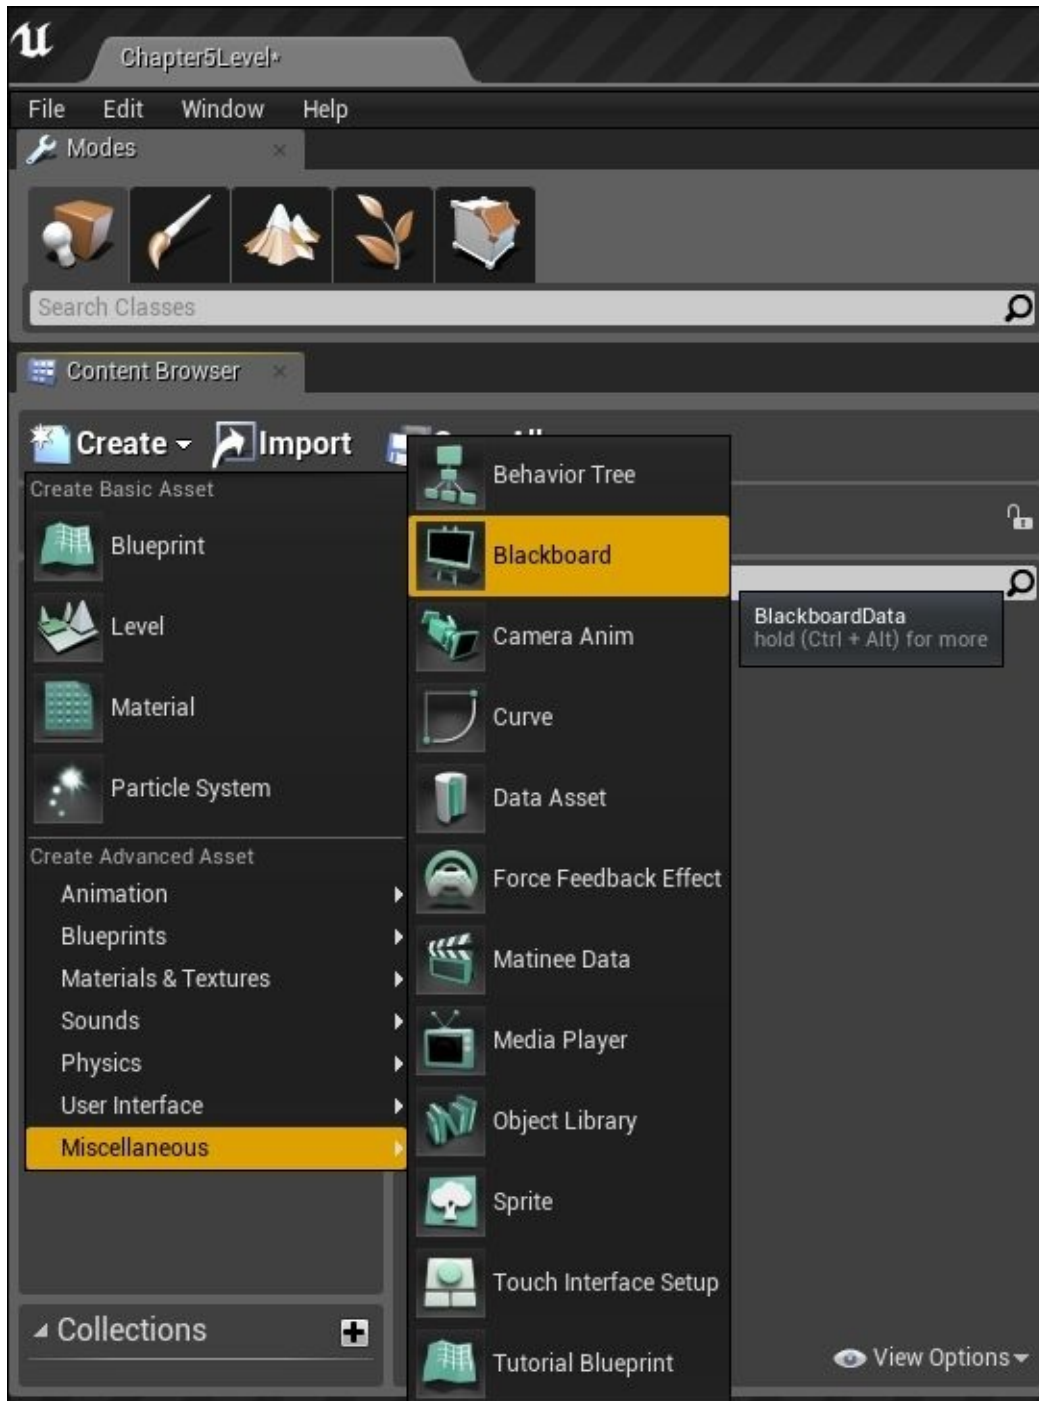 Chapter5Level*
File Edit Window Help
Modes
Search Classes
Content Browser
Create Import
Create Basic Asset
Blueprint
Level
Material
Particle System
Create Advanced Asset
Animation
Blueprints
Materials & Textures
Sounds
Physics
User Interface
Miscellaneous
Behavior Tree
Blackboard
Camera Anim
Curve
Data Asset
Force Feedback Effect
Matinee Data
Media Player
Object Library
Sprite
Touch Interface Setup
Tutorial Blueprint
BlackboardData
hold (Ctrl + Alt) for more
Collections
View Options